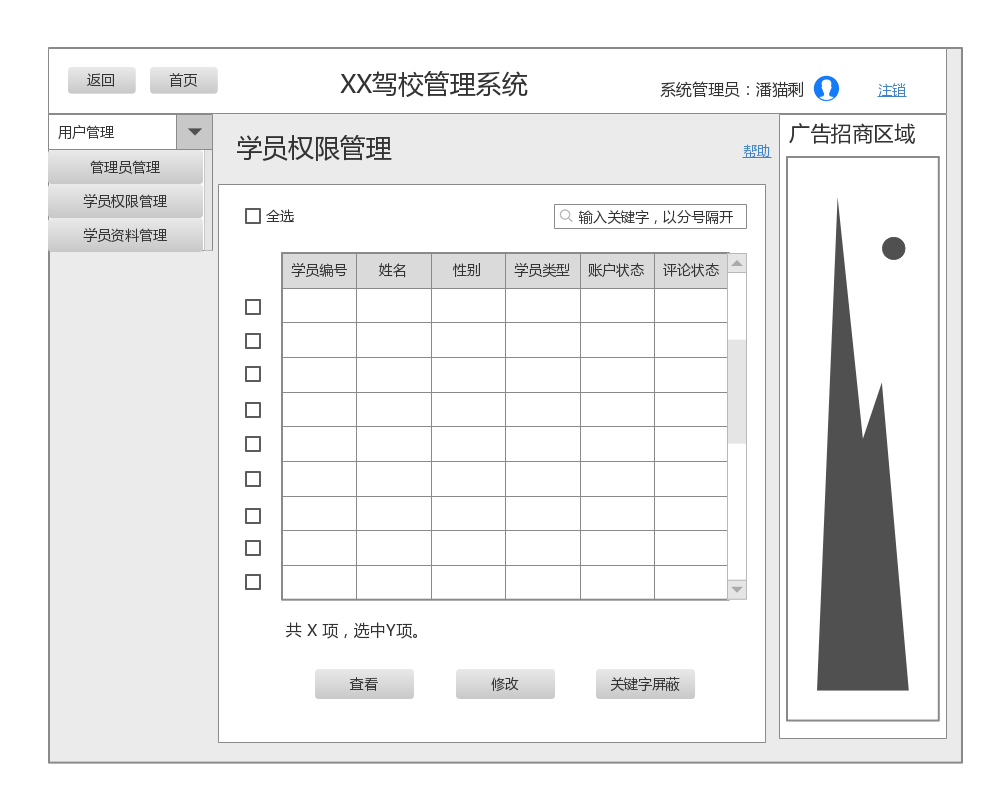 返回
首页
XX驾校管理系统
系统管理员：潘猫剩
注销
用户管理
管理员管理
学员权限管理
学员资料管理
学员权限管理
帮助
全选
输入关键字，以分号隔开
学员编号 姓名 性别 学员类型 账户状态 评论状态
共 X 项，选中Y项。
查看
修改
关键字屏蔽
广告招商区域